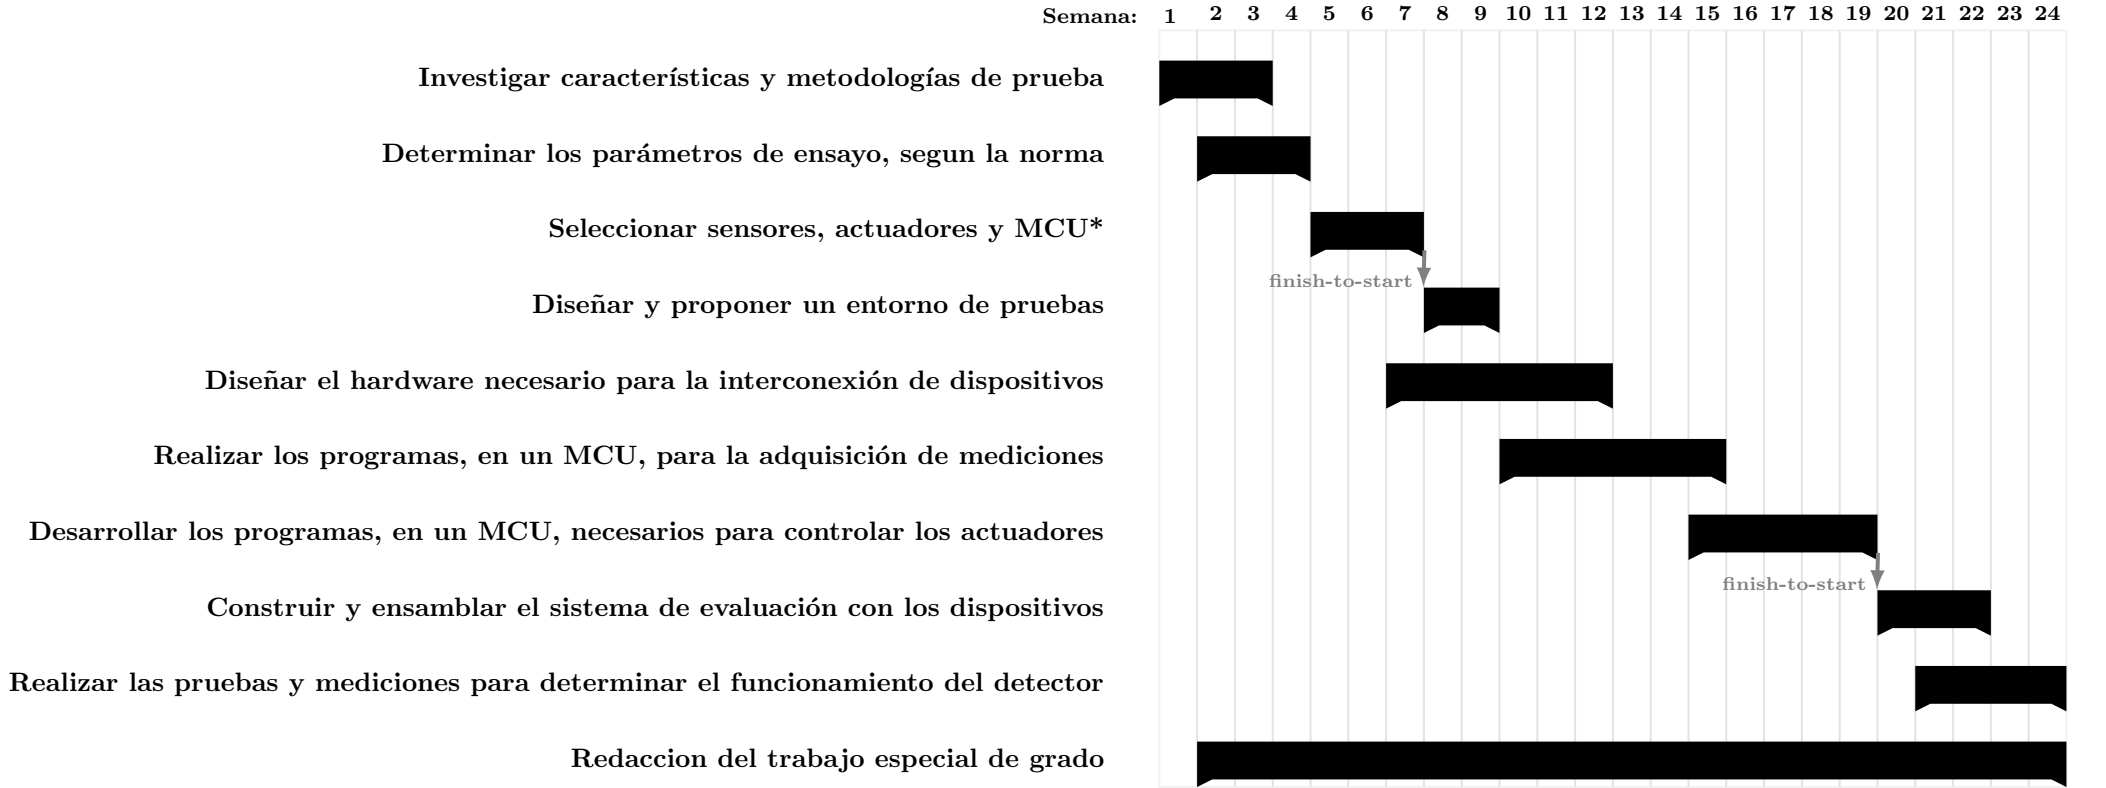 Semana: 1 2 3 4 5 6 7 8 9 10 11 12 13 14 15 16 17 18 19 20 21 22 23 24
Investigar características y metodologías de prueba
Determinar los parámetros de ensayo, segun la norma
Seleccionar sensores, actuadores y MCU*
finish-to-start
Diseñar y proponer un entorno de pruebas
Diseñar el hardware necesario para la interconexión de dispositivos
Realizar los programas, en un MCU, para la adquisición de mediciones
Desarrollar los programas, en un MCU, necesarios para controlar los actuadores
finish-to-start
Construir y ensamblar el sistema de evaluación con los dispositivos
Realizar las pruebas y mediciones para determinar el funcionamiento del detector
Redaccion del trabajo especial de grado